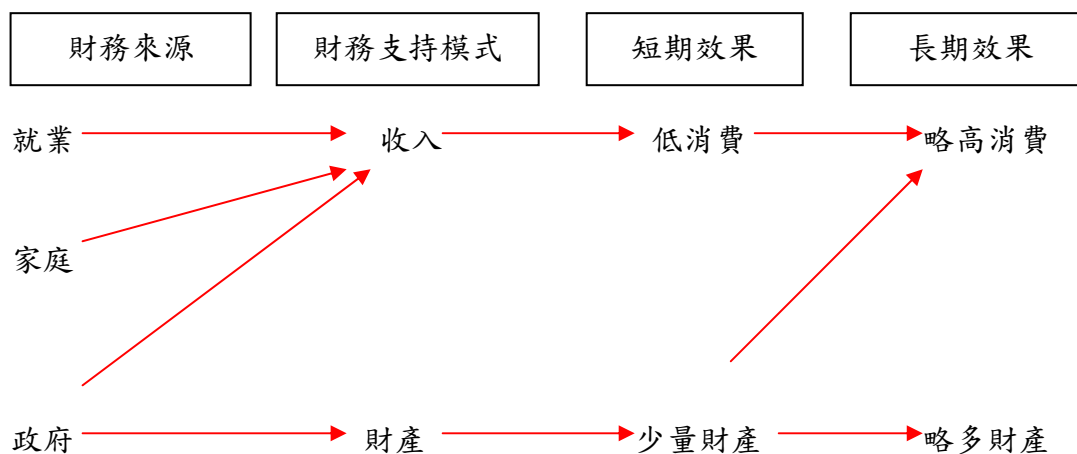 財務來源
財務支持模式
短期效果
長期效果
就業
收入
低消費
略高消費
家庭
政府
財產
少量財產
略多財產